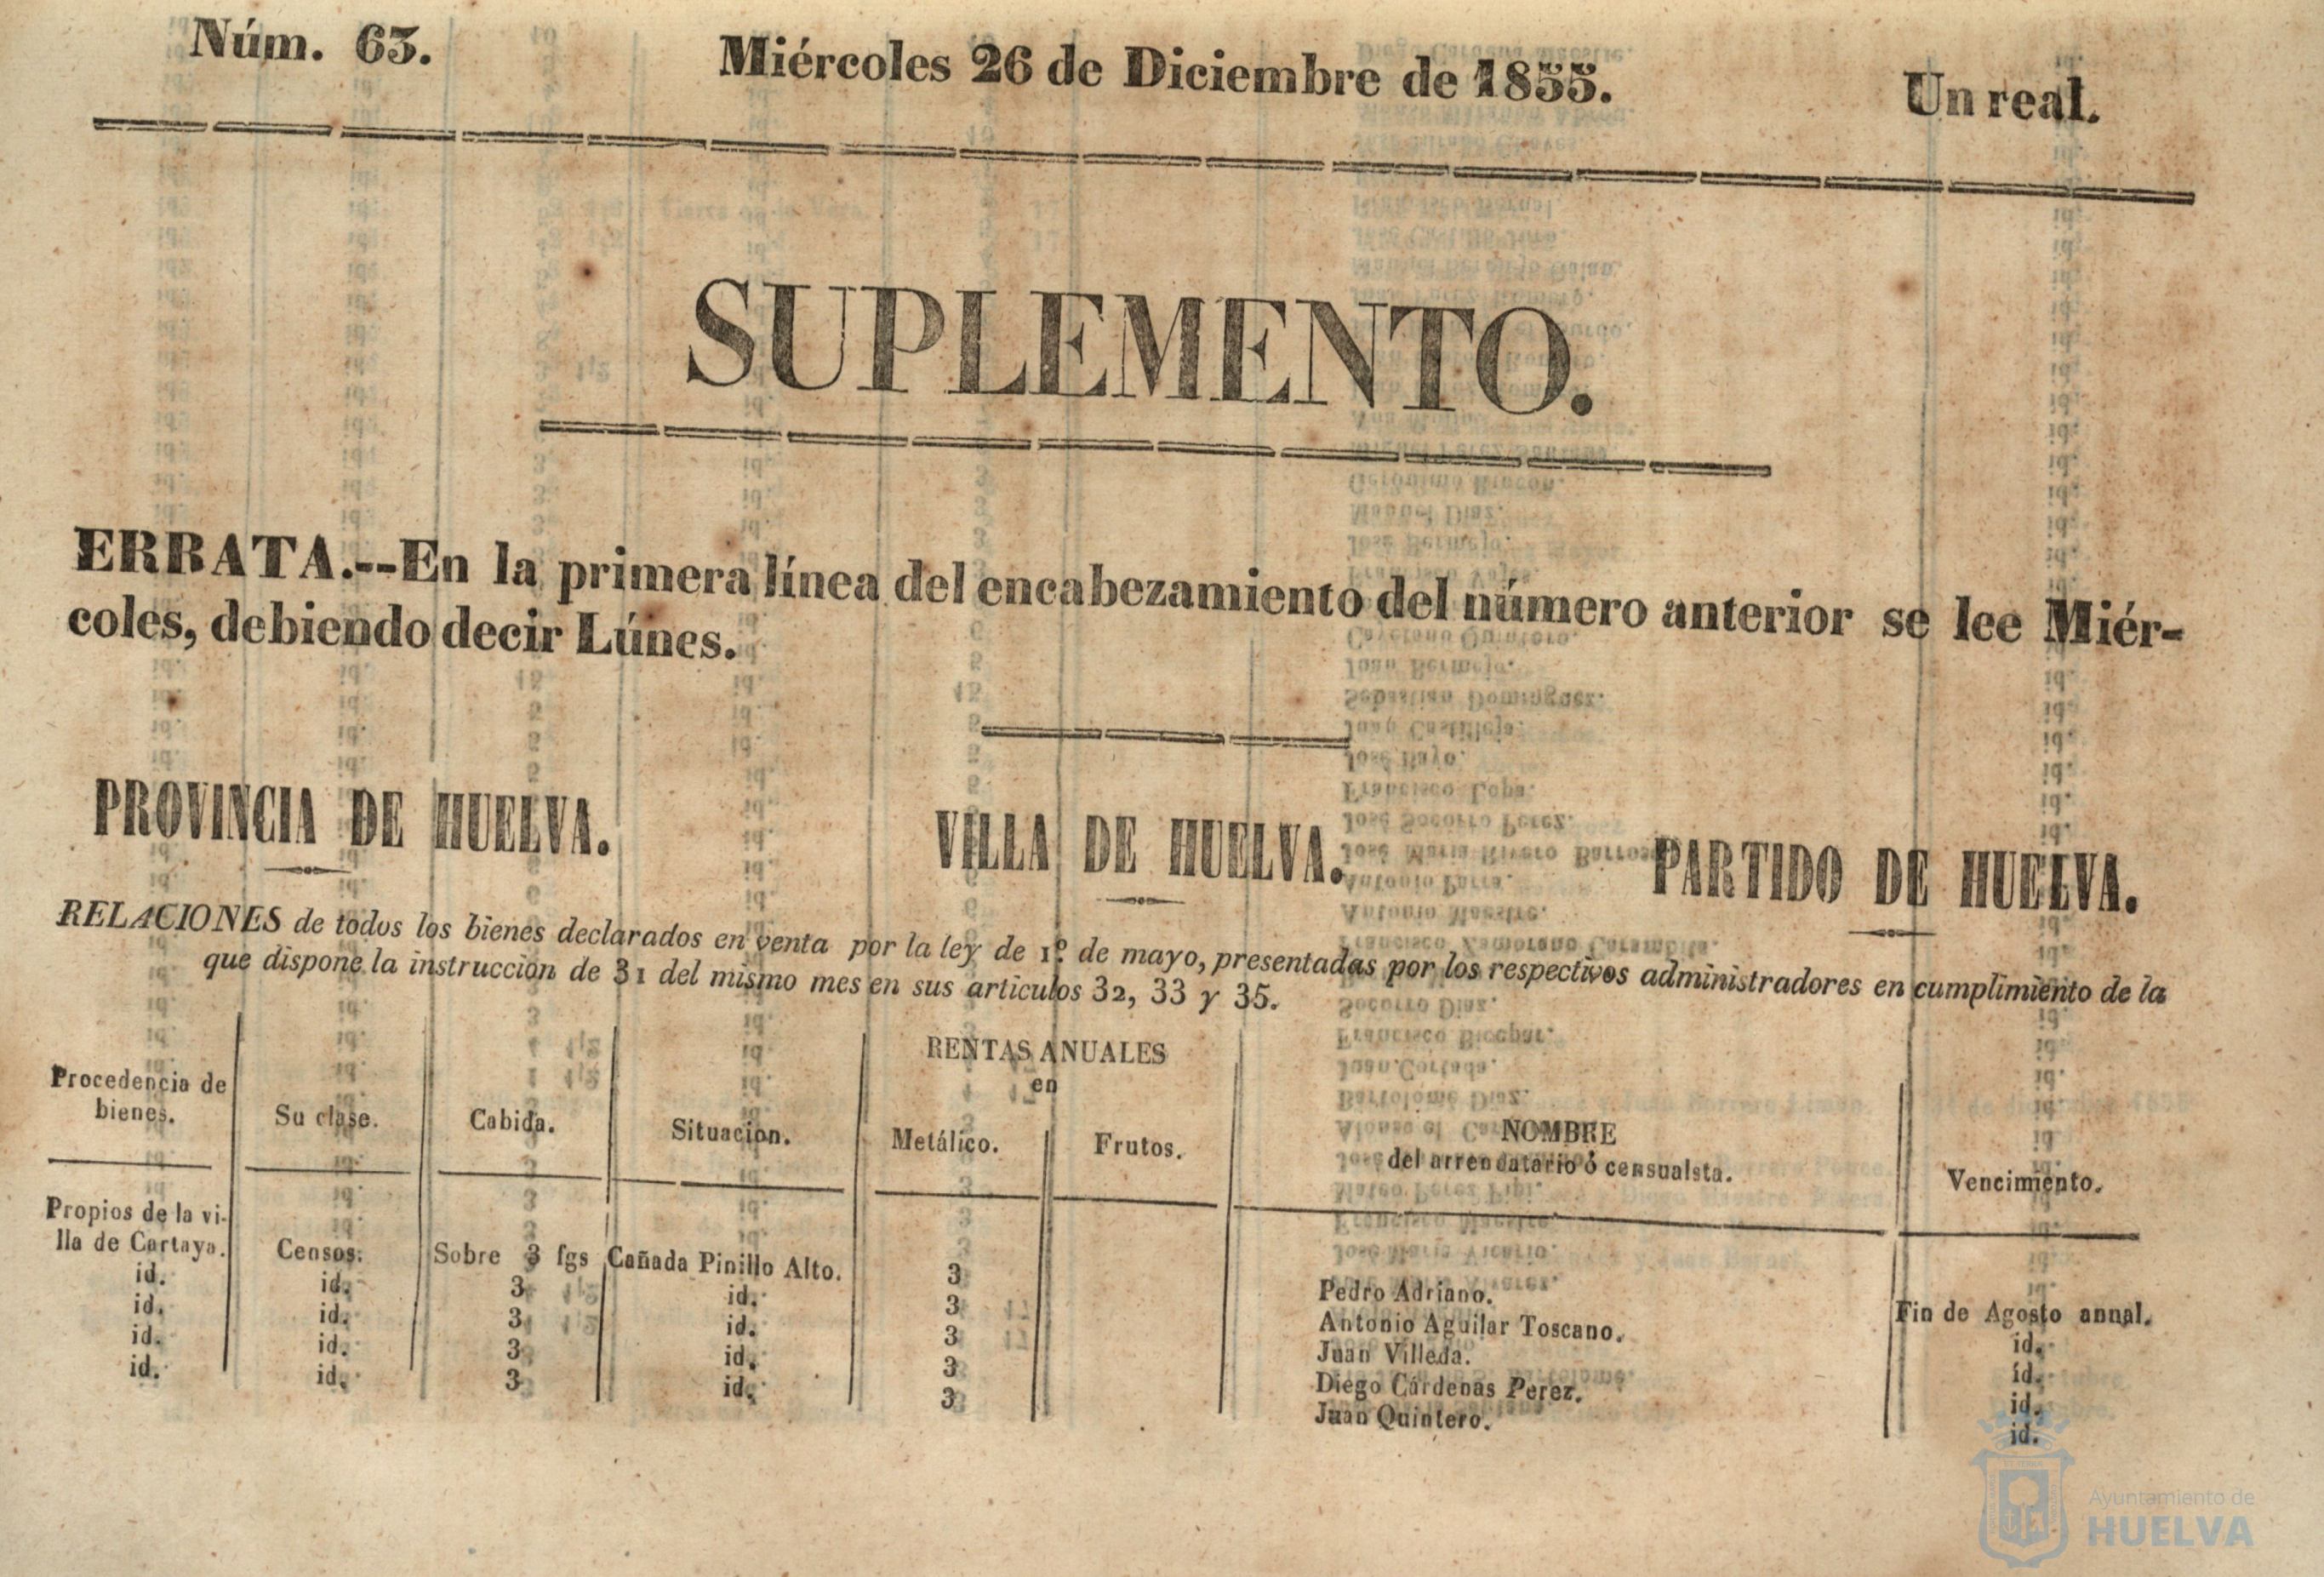 Núm. 63. Miércoles 26 de Diciembre de 1855. Un real.
SUPLEMENTO.
ERRATA.--En la primera línea del encabezamiento del número anterior se lee Miér-
coles, debiendo decir Lúnes.
PROVINCIA DE HUELVA. VILLA DE HUELVA. PARTIDO DE HUELVA.
RELACIONES de todos los bienes declarados en venta por la ley de 1º de mayo, presentadas por los respectivos administradores en cumplimiento de la
que dispone la instruccion de 31 del mismo mes en sus articulos 32, 33 y 35.
RENTAS ANUALES
en
Procedencia de
bienes. Su clase. Cabida. Situacion. Metálico. Frutos. NOMBRE
del arrendatario ó censualista. Vencimiento.
Propios de la vi-
lla de Cartaya. Censos. Sobre 3 fgs Cañada Pinillo Alto. 3 Pedro Adriano. Fin de Agosto anual.
id. id. 3 id. 3 Antonio Aguilar Toscano. id.
id. id. 3 id. 3 Juan Villeda. id.
id. id. 3 id. 3 Diego Cárdenas Perez. id.
id. id. 3 id. 3 Juan Quintero. id.
Ayuntamiento de
HUELVA